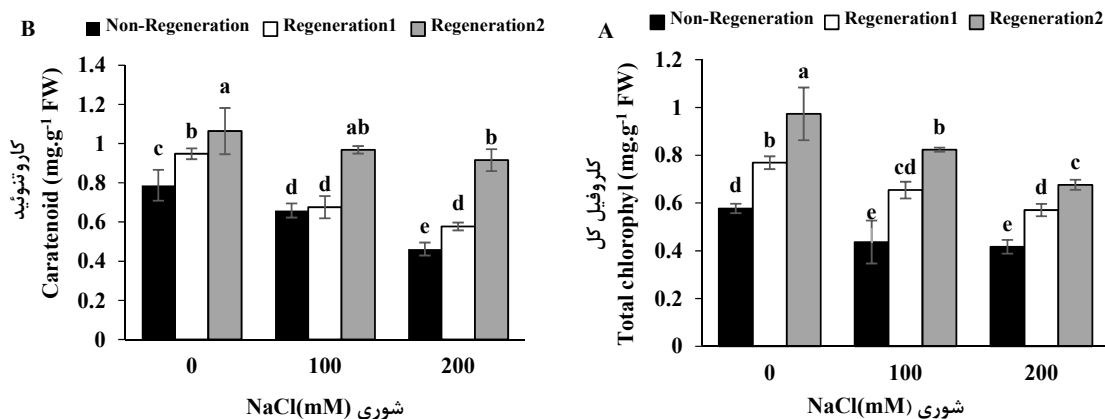 B
Non-Regeneration Regeneration1 Regeneration2
کاروتنوئید
Caratenoid (mg.g⁻¹ FW)
1.4
1.2
1
0.8
0.6
0.4
0.2
0
c b a
d d ab
e d b
0 100 200
NaCl(mM) شوری
A
Non-Regeneration Regeneration1 Regeneration2
کلروفیل کل
Total chlorophyl (mg.g⁻¹ FW)
1.2
1
0.8
0.6
0.4
0.2
0
d b a
e cd b
e d c
0 100 200
NaCl(mM) شوری